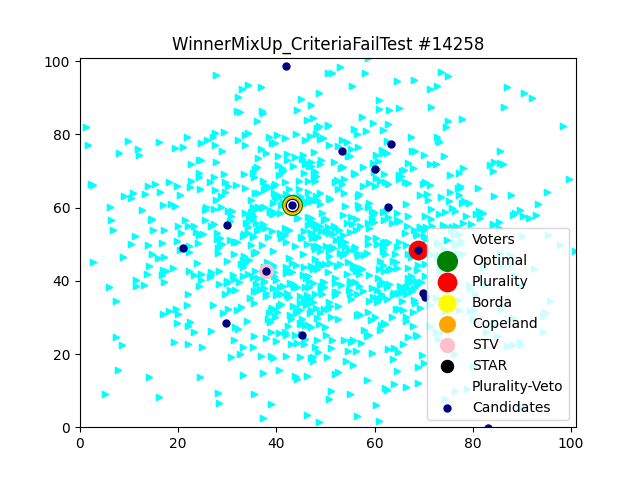 WinnerMixUp_CriteriaFailTest #14258
100
80
60
40
20
0
0 20 40 60 80 100
Voters
Optimal
Plurality
Borda
Copeland
STV
STAR
Plurality-Veto
Candidates